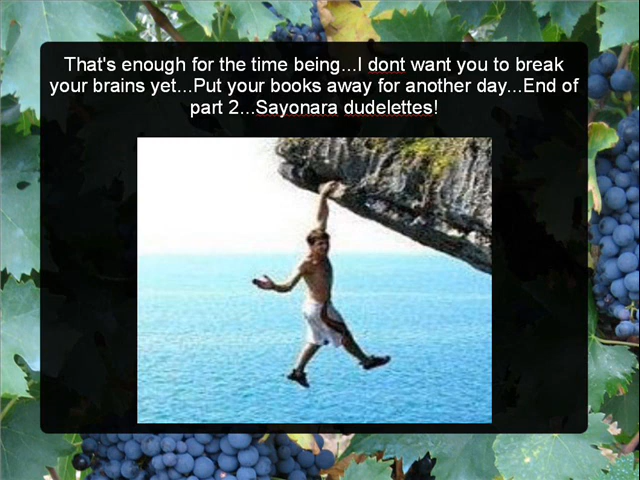 That's enough for the time being...I dont want you to break
your brains yet...Put your books away for another day...End of
part 2...Sayonara dudelettes!